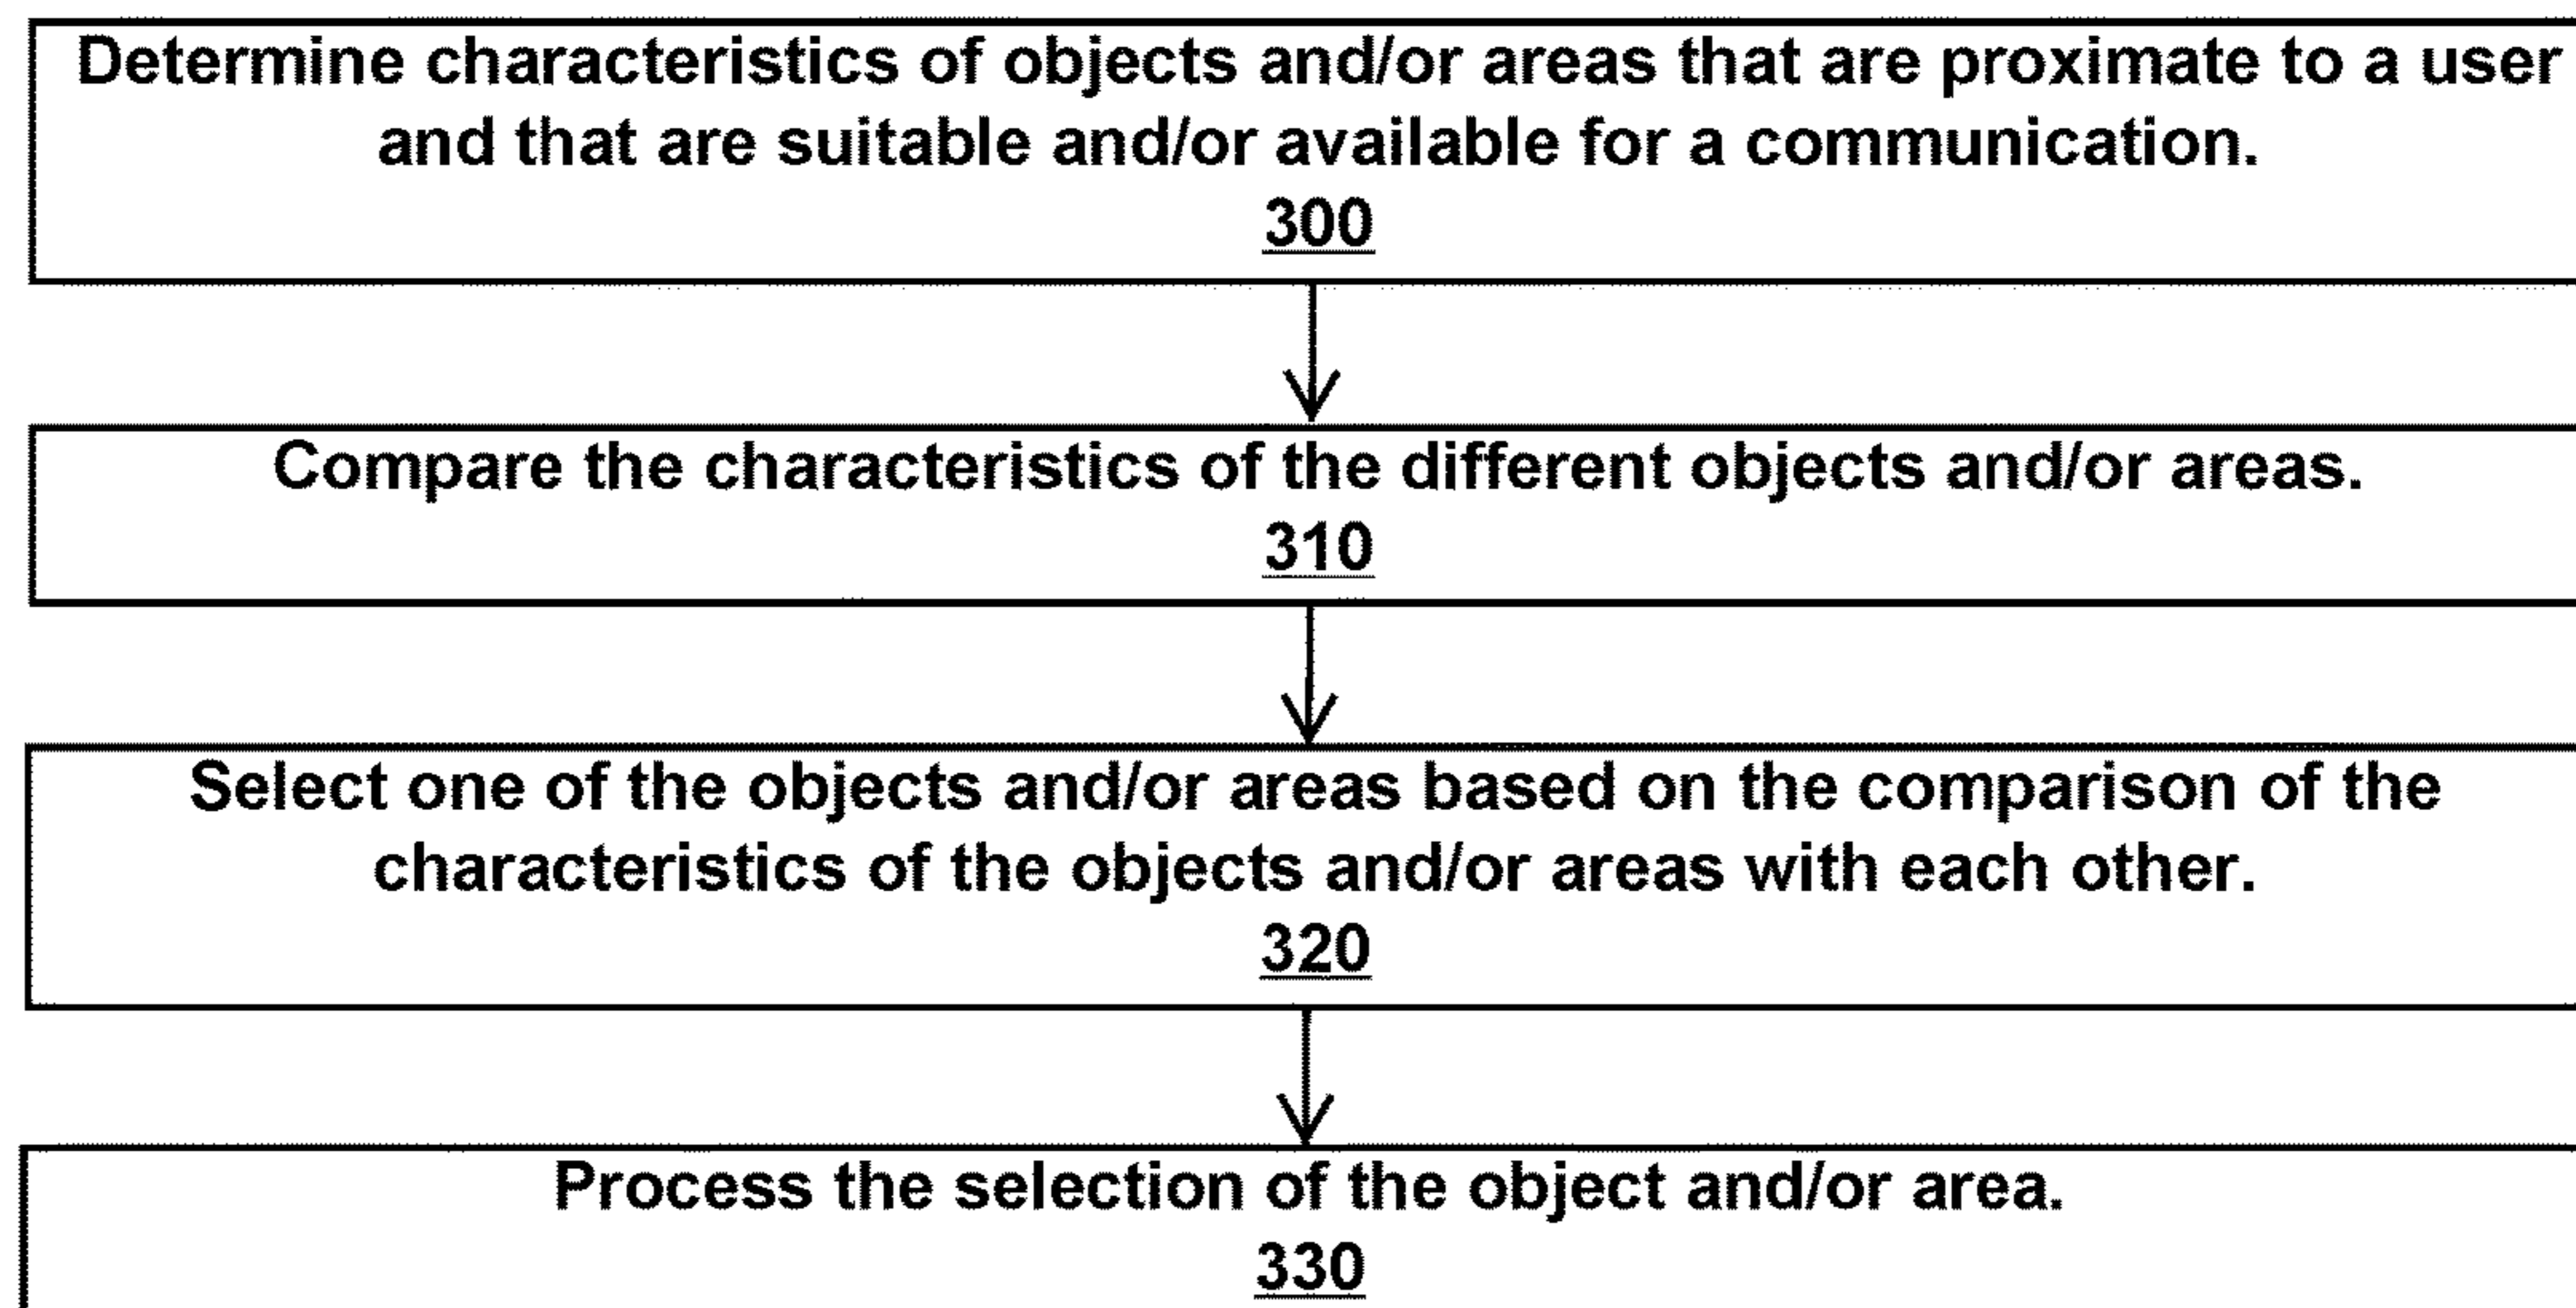 Determine characteristics of objects and/or areas that are proximate to a user
and that are suitable and/or available for a communication.
300
Compare the characteristics of the different objects and/or areas.
310
Select one of the objects and/or areas based on the comparison of the
characteristics of the objects and/or areas with each other.
320
Process the selection of the object and/or area.
330